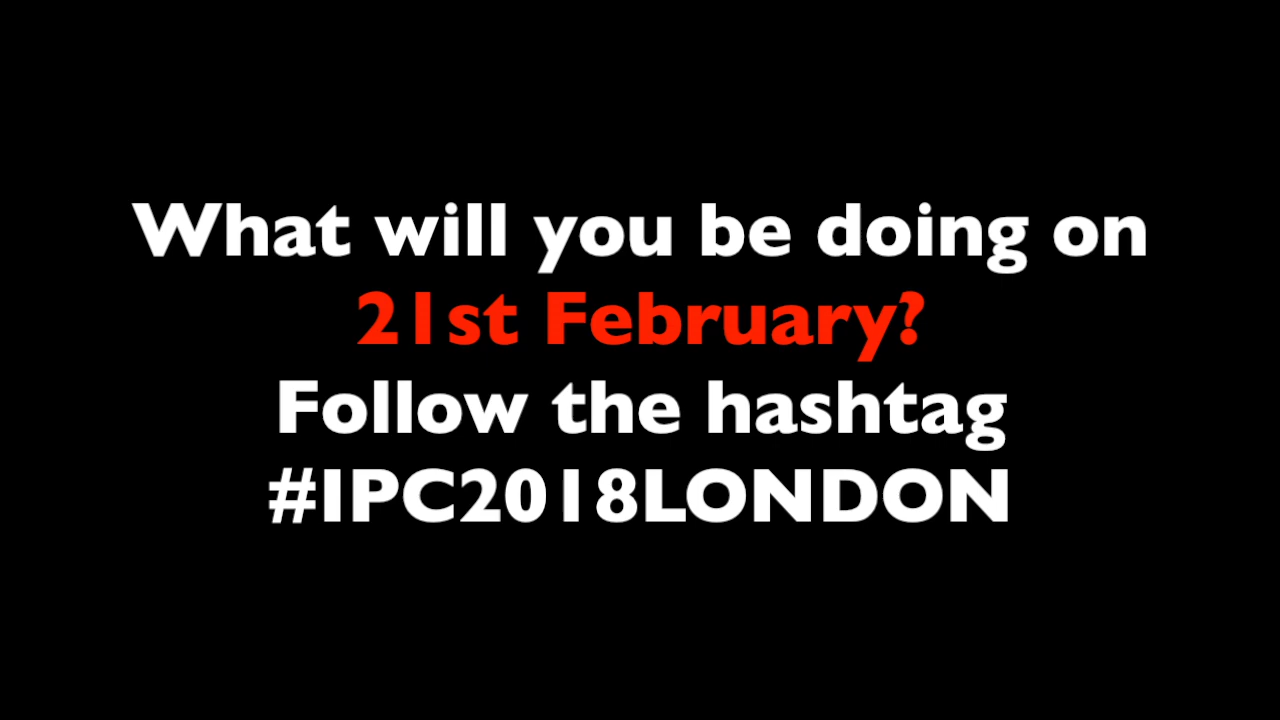 What will you be doing on
21st February?
Follow the hashtag
#IPC2018LONDON